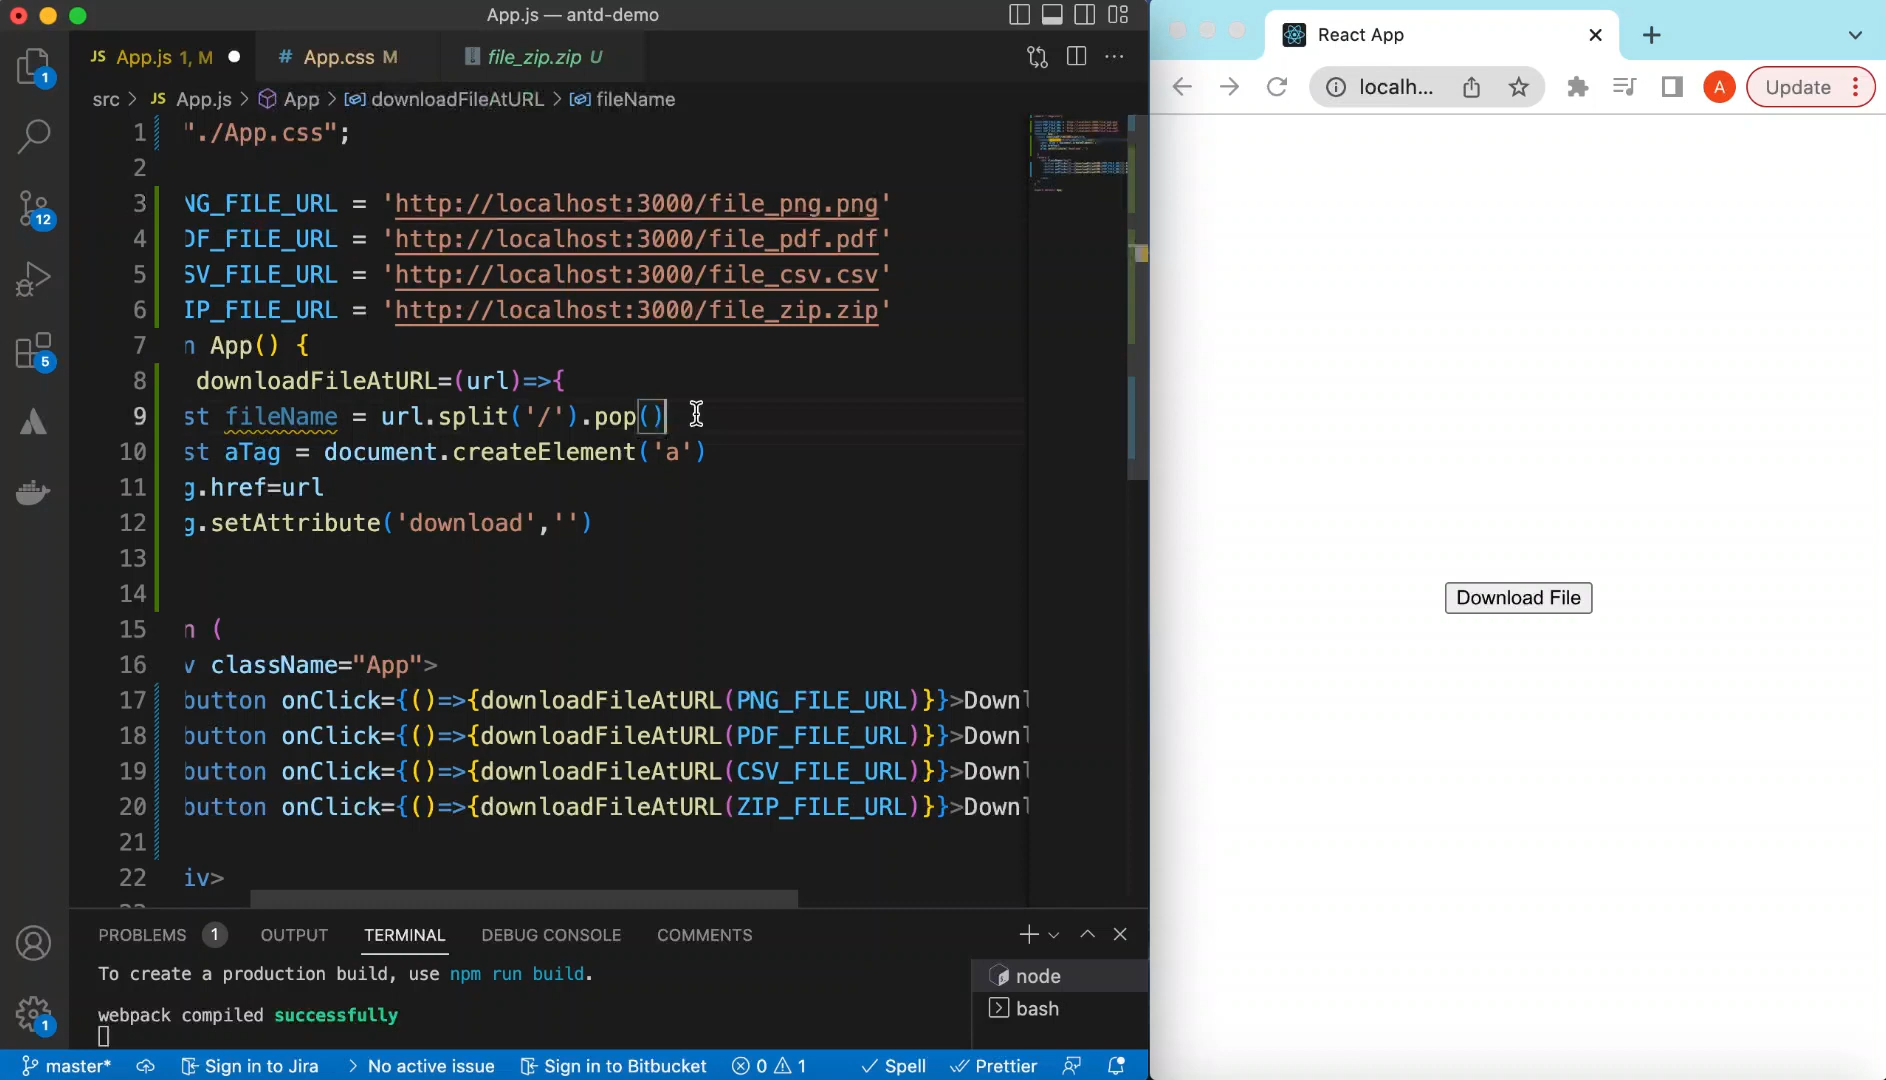 App.js — antd-demo
JS App.js 1, M
# App.css M
file_zip.zip U
src > JS App.js > App > downloadFileAtURL > fileName
1 "./App.css";
2
3 NG_FILE_URL = 'http://localhost:3000/file_png.png'
4 DF_FILE_URL = 'http://localhost:3000/file_pdf.pdf'
5 SV_FILE_URL = 'http://localhost:3000/file_csv.csv'
6 IP_FILE_URL = 'http://localhost:3000/file_zip.zip'
7 n App() {
8 downloadFileAtURL=(url)=>{
9 st fileName = url.split('/').pop()
10 st aTag = document.createElement('a')
11 g.href=url
12 g.setAttribute('download','')
13
14
15 n (
16 v className="App">
17 button onClick={()=>{downloadFileAtURL(PNG_FILE_URL)}}>Downl
18 button onClick={()=>{downloadFileAtURL(PDF_FILE_URL)}}>Downl
19 button onClick={()=>{downloadFileAtURL(CSV_FILE_URL)}}>Downl
20 button onClick={()=>{downloadFileAtURL(ZIP_FILE_URL)}}>Downl
21
22 iv>
1
12
5
1
PROBLEMS 1 OUTPUT TERMINAL DEBUG CONSOLE COMMENTS
To create a production build, use npm run build.
webpack compiled successfully
node
bash
master* Sign in to Jira > No active issue Sign in to Bitbucket 0 1 Spell Prettier
React App
localh...
A
Update
Download File